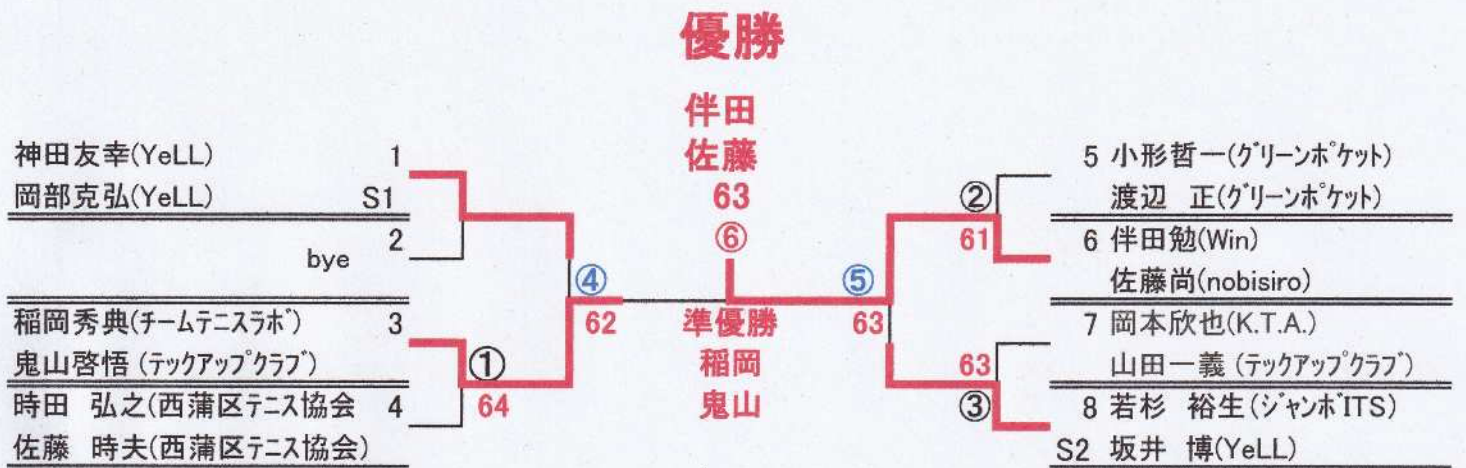 優勝
伴田
佐藤
63
⑥
神田友幸(YeLL) 1
岡部克弘(YeLL) S1
2
bye
稲岡秀典(チームテニスラボ) 3
鬼山啓悟 (テックアップクラブ)
時田 弘之(西蒲区テニス協会 4
佐藤 時夫(西蒲区テニス協会)
①
64
④
62
準優勝
稲岡
鬼山
⑤
63
②
61
63
③
5 小形哲一(グリーンポケット)
渡辺 正(グリーンポケット)
6 伴田勉(Win)
佐藤尚(nobisiro)
7 岡本欣也(K.T.A.)
山田一義 (テックアップクラブ)
8 若杉 裕生(ジャンボITS)
S2 坂井 博(YeLL)